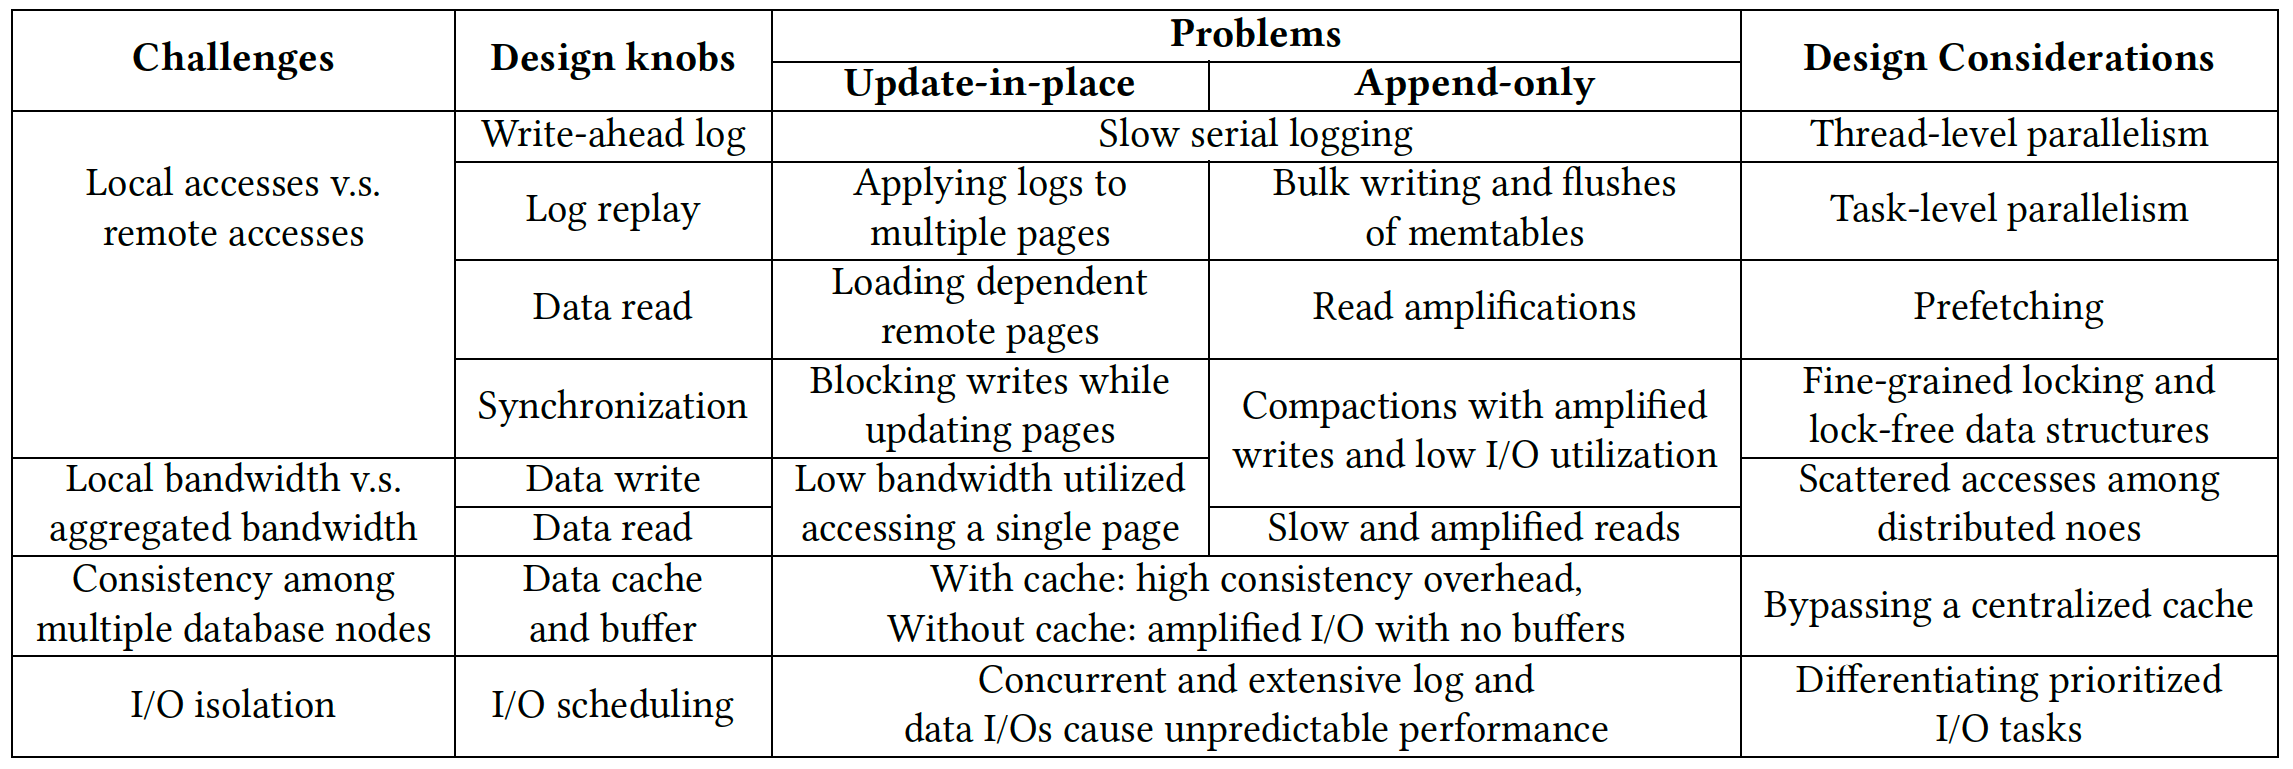 Challenges
Design knobs
Problems
Update-in-place
Append-only
Design Considerations
Local accesses v.s.
remote accesses
Write-ahead log
Slow serial logging
Thread-level parallelism
Log replay
Applying logs to
multiple pages
Bulk writing and flushes
of memtables
Task-level parallelism
Data read
Loading dependent
remote pages
Read amplifications
Prefetching
Synchronization
Blocking writes while
updating pages
Compactions with amplified
writes and low I/O utilization
Fine-grained locking and
lock-free data structures
Local bandwidth v.s.
aggregated bandwidth
Data write
Data read
Low bandwidth utilized
accessing a single page
Slow and amplified reads
Scattered accesses among
distributed noes
Consistency among
multiple database nodes
Data cache
and buffer
With cache: high consistency overhead,
Without cache: amplified I/O with no buffers
Bypassing a centralized cache
I/O isolation
I/O scheduling
Concurrent and extensive log and
data I/Os cause unpredictable performance
Differentiating prioritized
I/O tasks